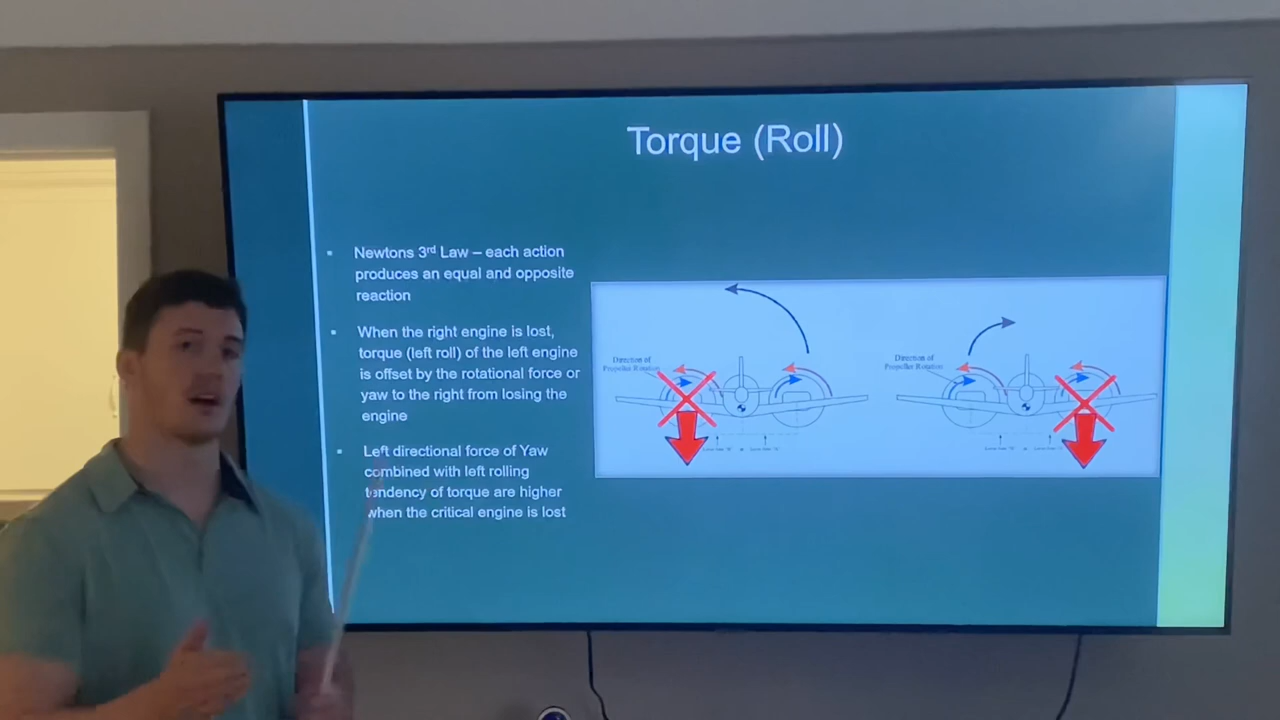 Torque (Roll)
▪ Newtons 3rd Law – each action
produces an equal and opposite
reaction
▪ When the right engine is lost,
torque (left roll) of the left engine
is offset by the rotational force or
yaw to the right from losing the
engine
▪ Left directional force of Yaw
combined with left rolling
tendency of torque are higher
when the critical engine is lost
Direction of
Propeller Rotation
Direction of
Propeller Rotation